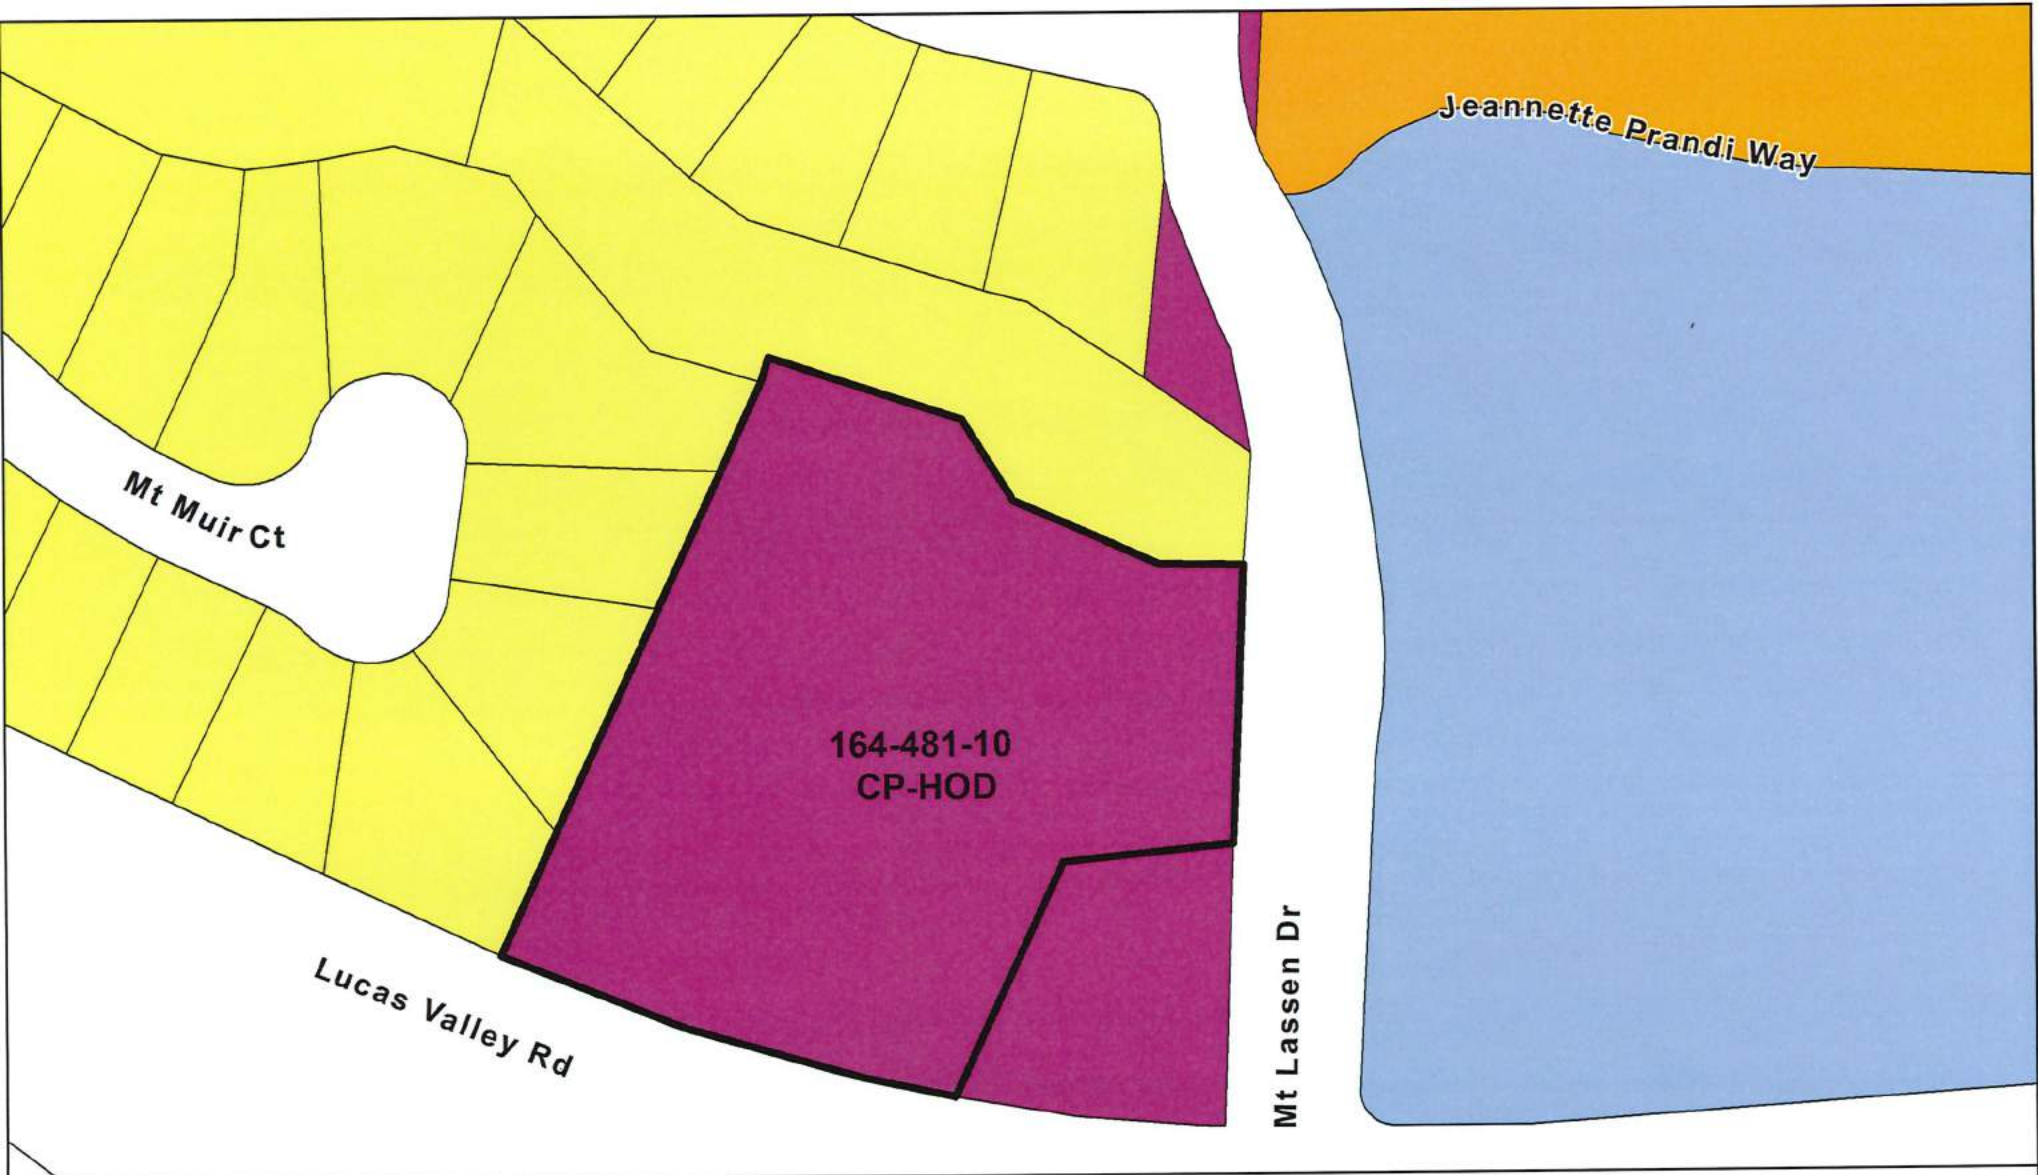 Jeannette Prandi Way
Mt Muir Ct
164-481-10
CP-HOD
Lucas Valley Rd
Mt Lassen Dr